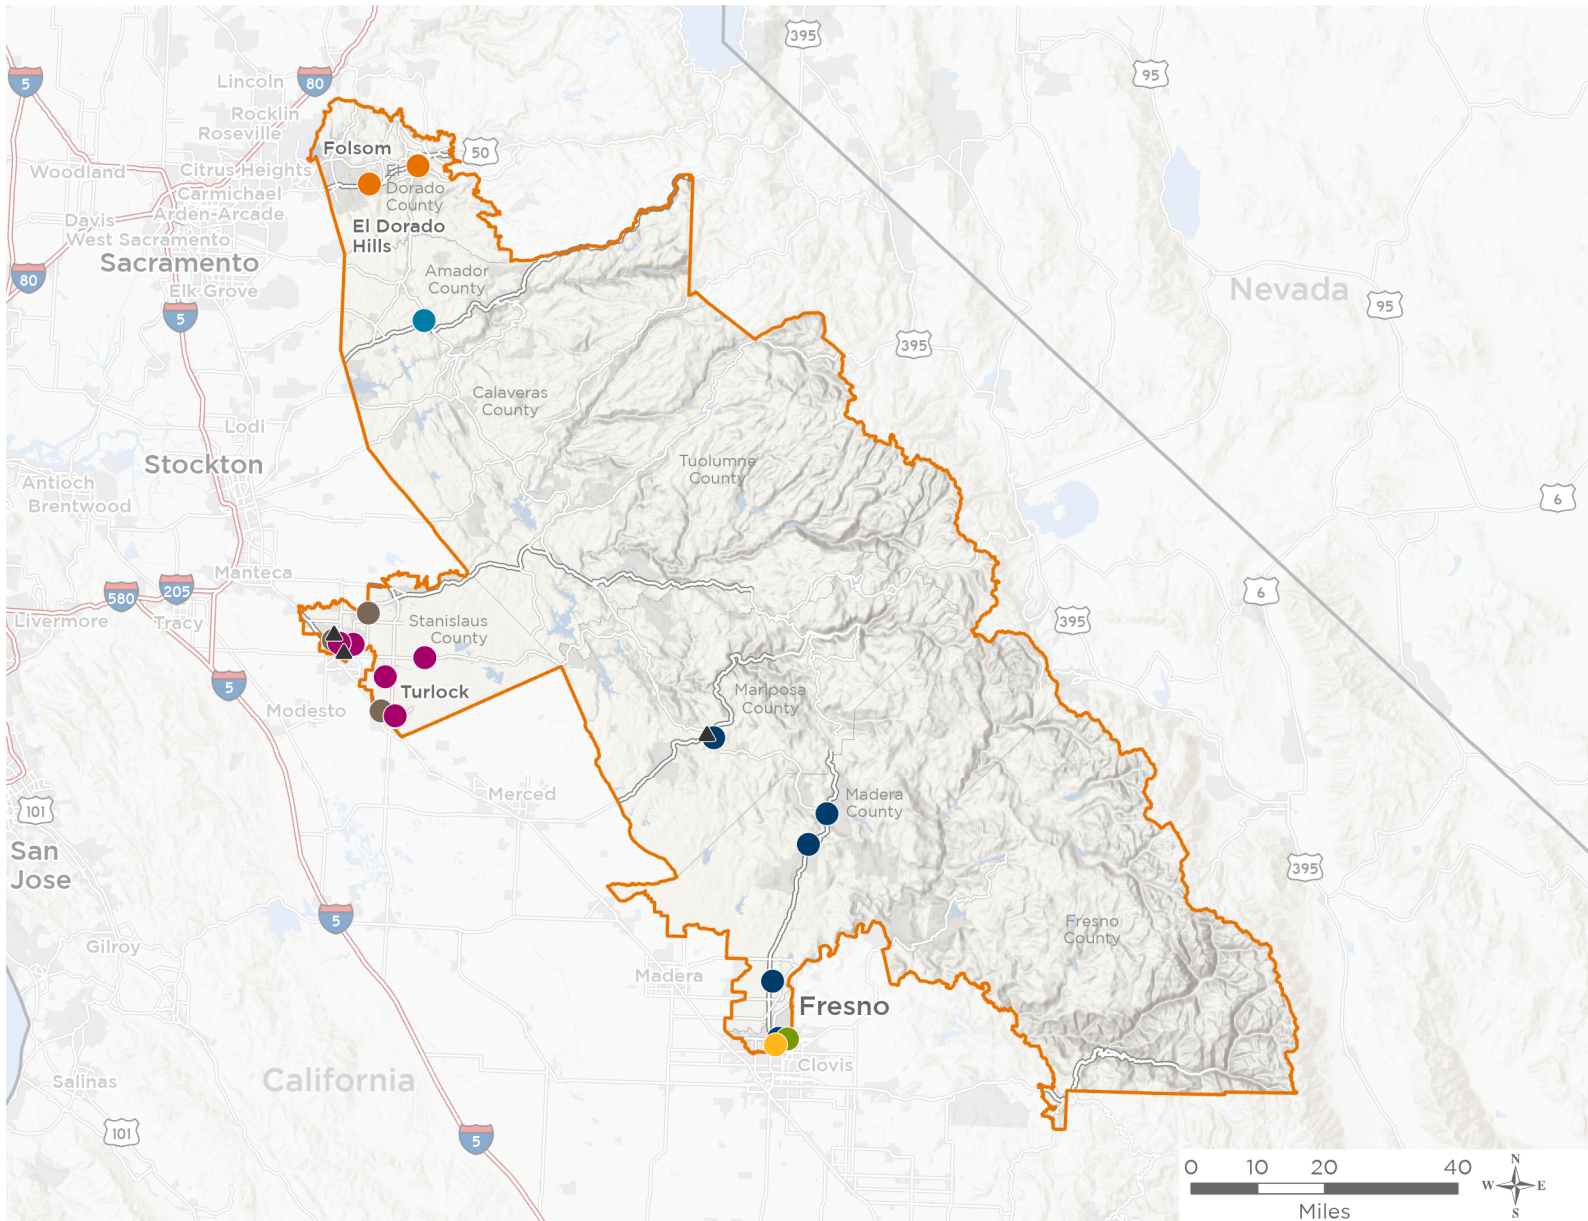 395
95
5
Lincoln
80
Rocklin
Roseville
Folsom
50
Woodland
Citrus Heights
El
Dorado
County
Carmichael
Arden-Arcade
Davis
West Sacramento
El Dorado
Hills
Sacramento
80
Elk Grove
Amador
County
Nevada
95
5
395
Calaveras
County
Lodi
Stockton
Tuolumne
County
Antioch
Brentwood
6
Manteca
580
205
6
Livermore
Tracy
Stanislaus
County
395
5
Turlock
Mariposa
County
Modesto
Merced
Madera
County
101
San
Jose
395
5
Fresno
County
Gilroy
Madera
Fresno
Clovis
California
Salinas
101
5
0 10 20 40
Miles
N
W E
S